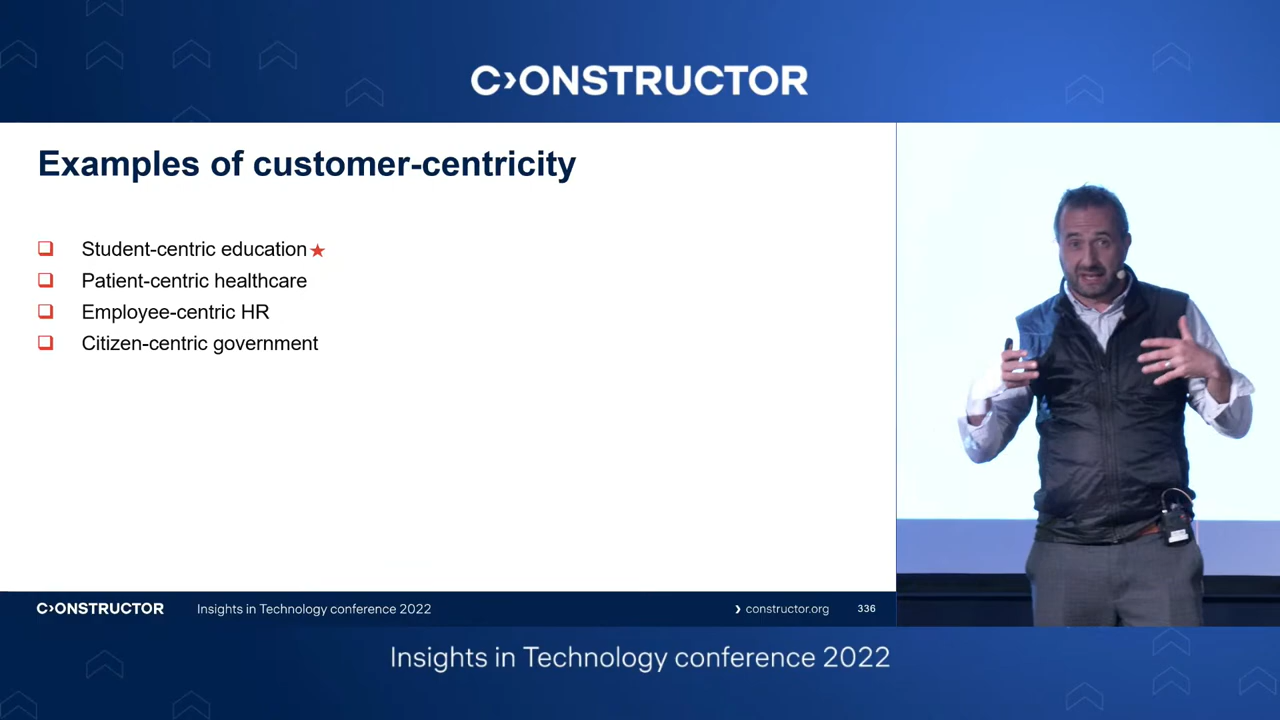 C›ONSTRUCTOR
Examples of customer-centricity
❑ Student-centric education★
❑ Patient-centric healthcare
❑ Employee-centric HR
❑ Citizen-centric government
C›ONSTRUCTOR
Insights in Technology conference 2022
› constructor.org
336
Insights in Technology conference 2022